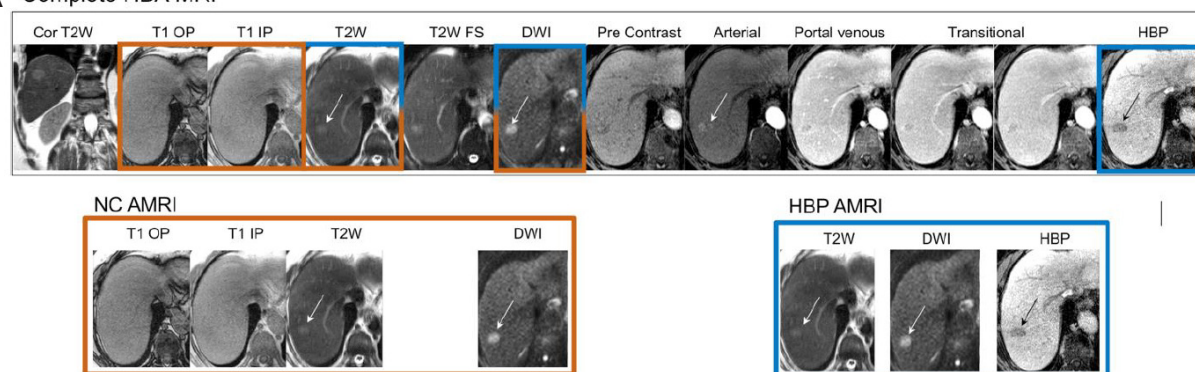 Cor T2W T1 OP T1 IP T2W T2W FS DWI Pre Contrast Arterial Portal venous Transitional HBP
NC AMRI HBP AMRI
T1 OP T1 IP T2W DWI T2W DWI HBP